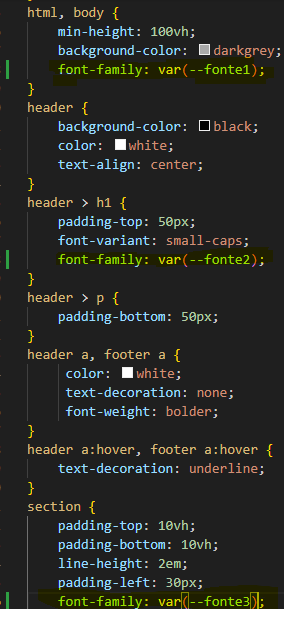 html, body {
min-height: 100vh;
background-color: darkgrey;
font-family: var(--fonte1);
}
header {
background-color: black;
color: white;
text-align: center;
}
header > h1 {
padding-top: 50px;
font-variant: small-caps;
font-family: var(--fonte2);
}
header > p {
padding-bottom: 50px;
}
header a, footer a {
color: white;
text-decoration: none;
font-weight: bolder;
}
header a:hover, footer a:hover {
text-decoration: underline;
}
section {
padding-top: 10vh;
padding-bottom: 10vh;
line-height: 2em;
padding-left: 30px;
font-family: var(--fonte3);